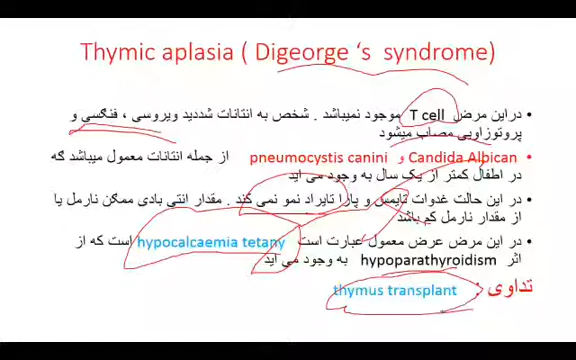 Thymic aplasia ( Digeorge ‘s syndrome)
• دراین مرض T cell موجود نمیباشد . شخص به انتانات شددید ویروسی ، فنگسی و
پروتوزاویی مصاب میشود
• Candida Albican و pneumocystis canini از جمله انتانات معمول میباشد که
در اطفال کمتر از یک سال به وجود می اید
• در این حالت غدوات تایمس و پارا تایراد نمو نمی کند . مقدار انتی بادی ممکن نارمل یا
از مقدار نارمل کم باشد
• در این مرض عرض معمول عبارت است hypocalcaemia tetany است که از
اثر hypoparathyroidism به وجود می اید
تداوی : thymus transplant